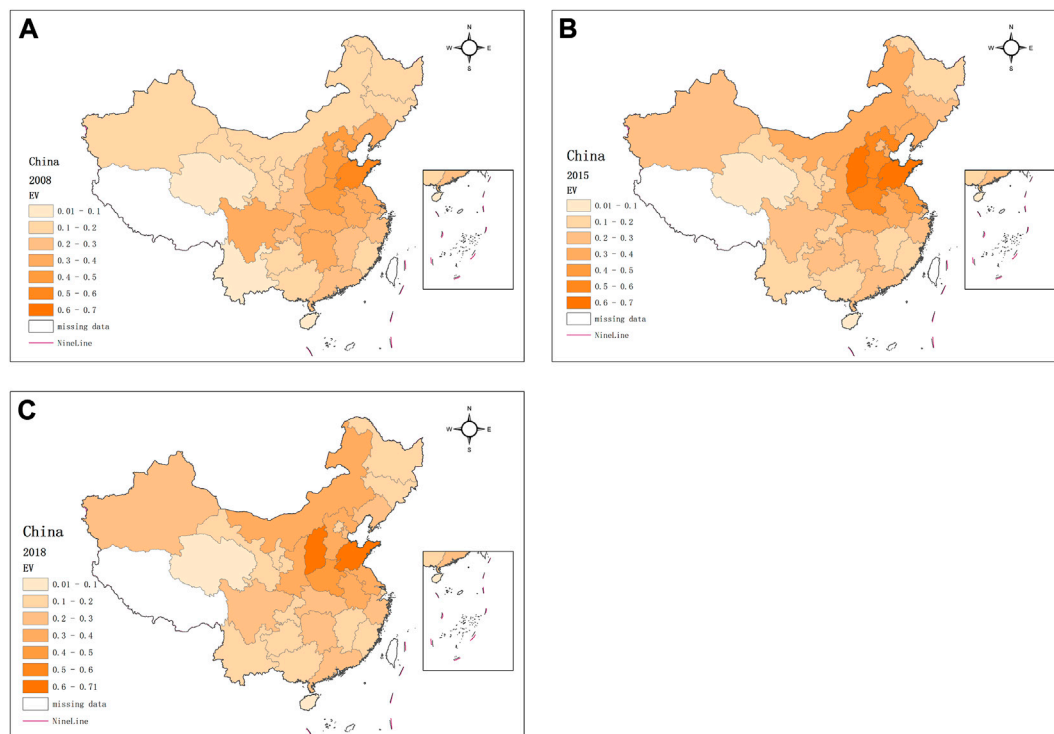 A
N
W E
S
China
2008
EV
0.01 - 0.1
0.1 - 0.2
0.2 - 0.3
0.3 - 0.4
0.4 - 0.5
0.5 - 0.6
0.6 - 0.7
missing data
NineLine
B
N
W E
S
China
2015
EV
0.01 - 0.1
0.1 - 0.2
0.2 - 0.3
0.3 - 0.4
0.4 - 0.5
0.5 - 0.6
0.6 - 0.7
missing data
NineLine
C
N
W E
S
China
2018
EV
0.01 - 0.1
0.1 - 0.2
0.2 - 0.3
0.3 - 0.4
0.4 - 0.5
0.5 - 0.6
0.6 - 0.71
missing data
NineLine